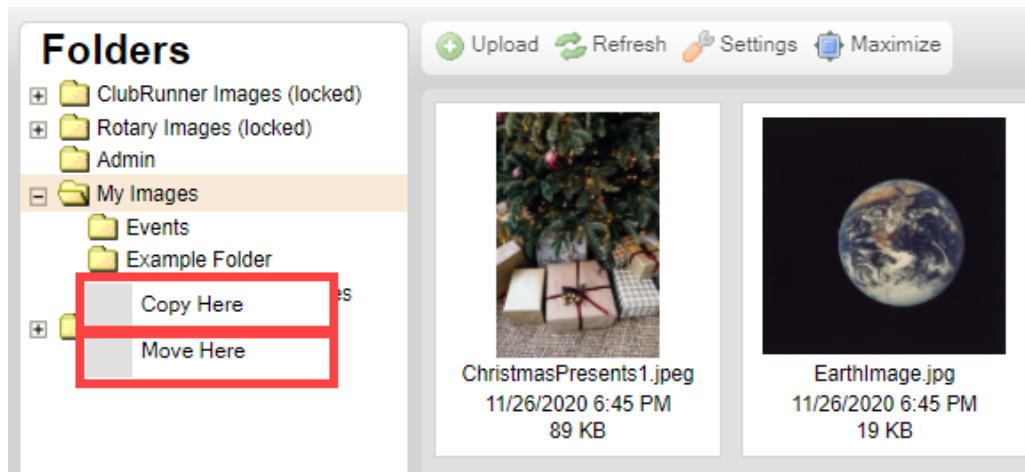 Folders
ClubRunner Images (locked)
Rotary Images (locked)
Admin
My Images
Events
Example Folder
Copy Here
Move Here
Upload Refresh Settings Maximize
ChristmasPresents1.jpeg
11/26/2020 6:45 PM
89 KB
EarthImage.jpg
11/26/2020 6:45 PM
19 KB